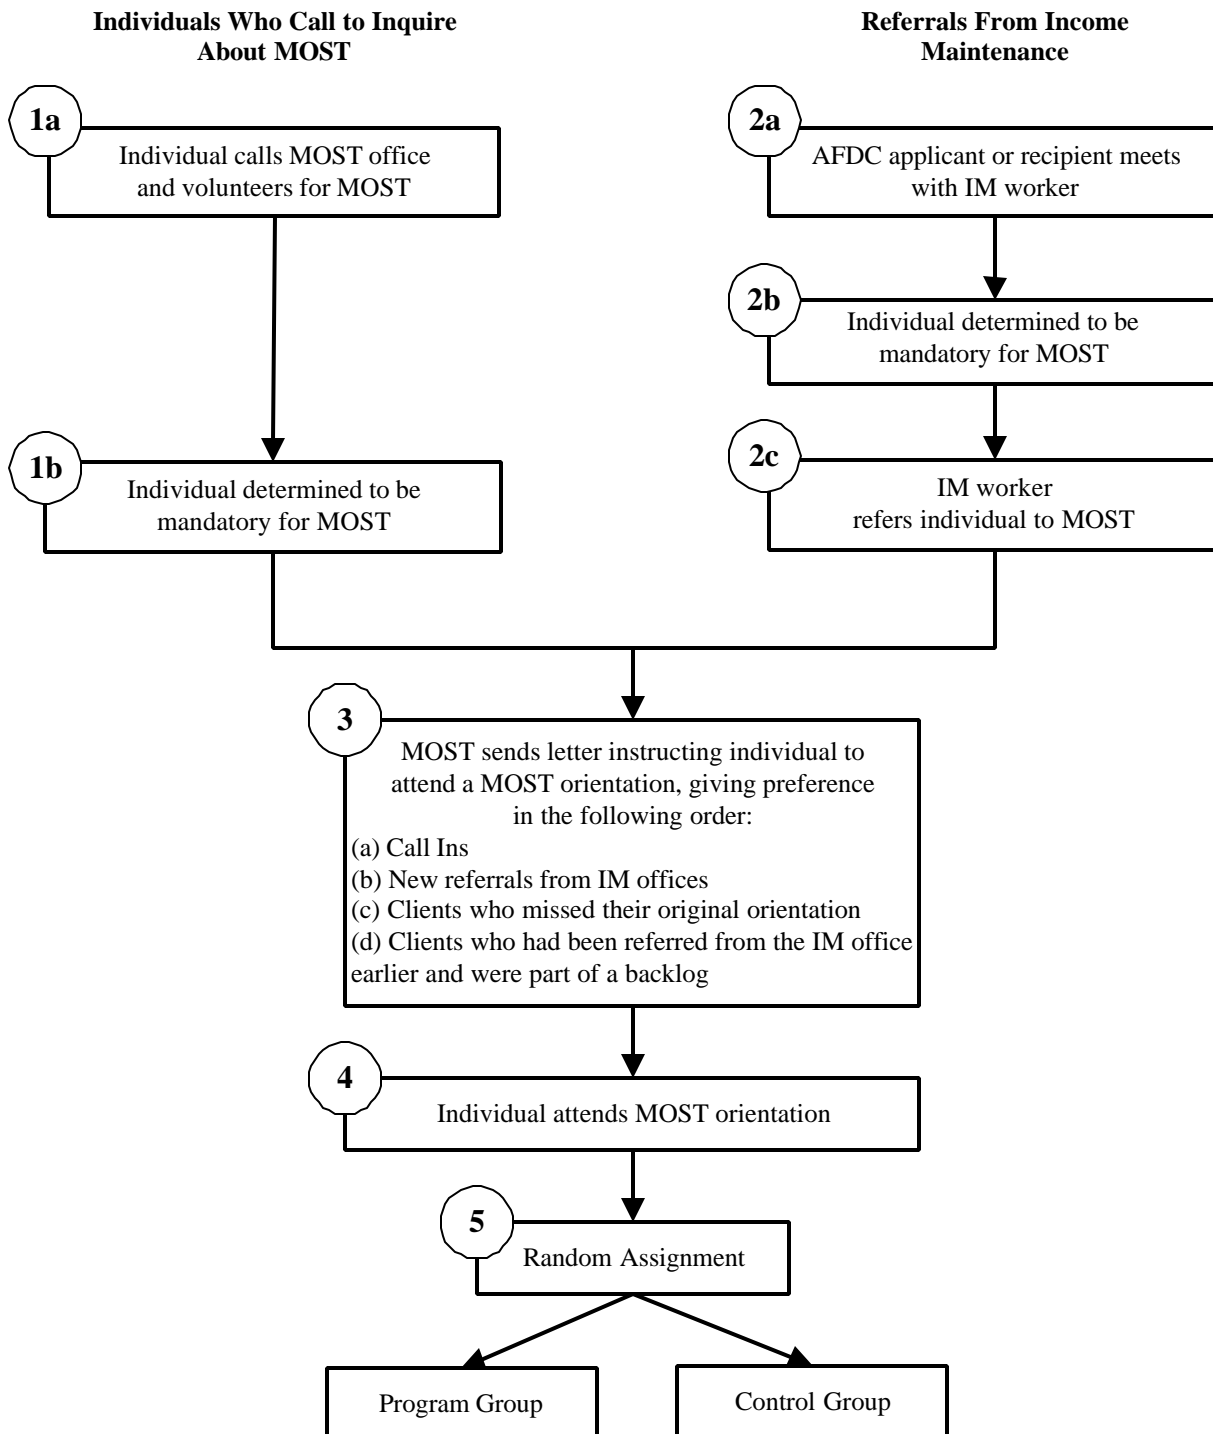 Individuals Who Call to Inquire
About MOST
1a
Individual calls MOST office
and volunteers for MOST
1b
Individual determined to be
mandatory for MOST
Referrals From Income
Maintenance
2a
AFDC applicant or recipient meets
with IM worker
2b
Individual determined to be
mandatory for MOST
2c
IM worker
refers individual to MOST
3
MOST sends letter instructing individual to
attend a MOST orientation, giving preference
in the following order:
(a) Call Ins
(b) New referrals from IM offices
(c) Clients who missed their original orientation
(d) Clients who had been referred from the IM office
earlier and were part of a backlog
4
Individual attends MOST orientation
5
Random Assignment
Program Group
Control Group